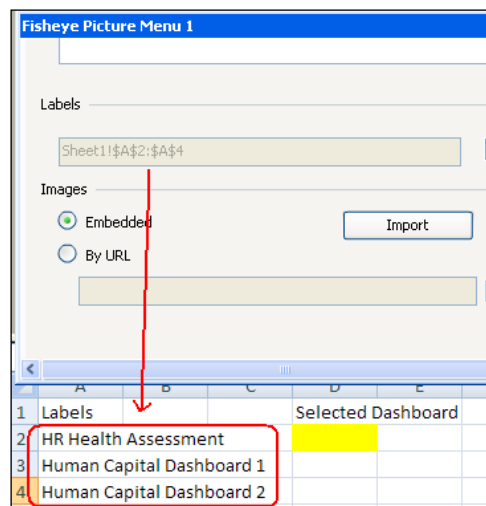 Fisheye Picture Menu 1
Labels
Sheet1!$A$2:$A$4
Images
Embedded
Import
By URL
A B C D E
1 Labels Selected Dashboard
2 HR Health Assessment
3 Human Capital Dashboard 1
4 Human Capital Dashboard 2